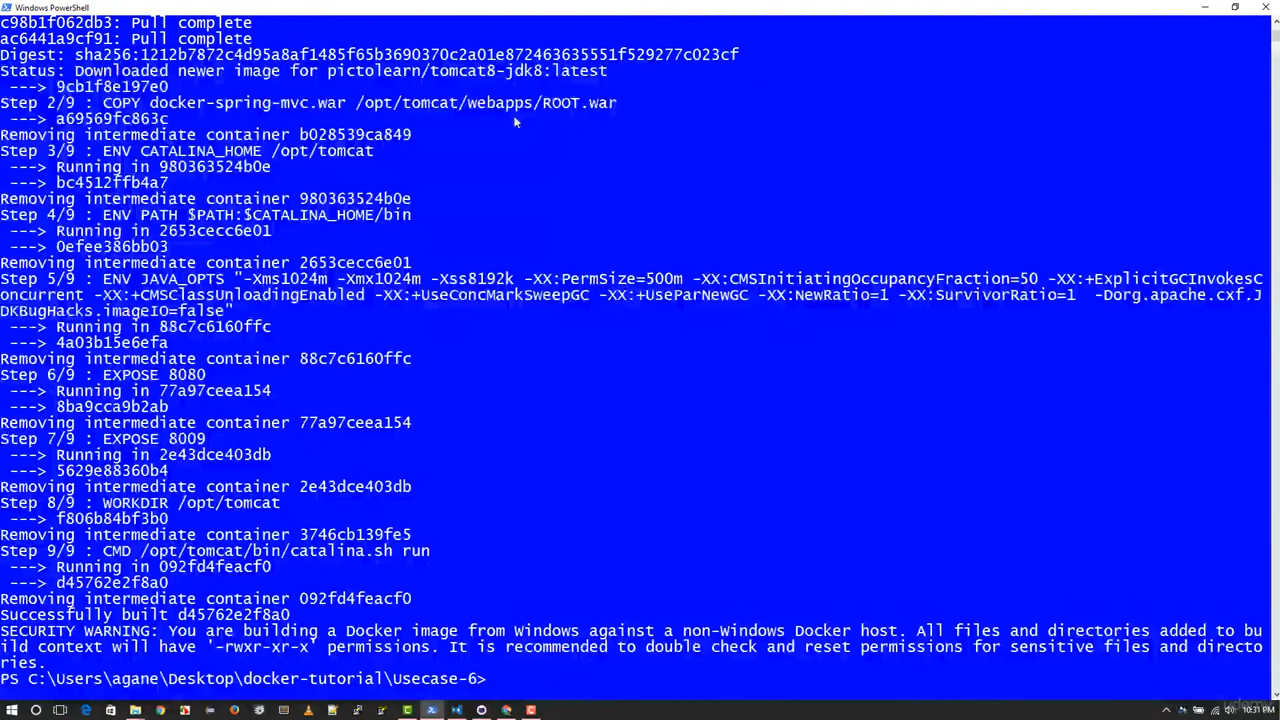 Windows PowerShell
c98b1f062db3: Pull complete
ac6441a9cf91: Pull complete
Digest: sha256:1212b7872c4d95a8af1485f65b3690370c2a01e872463635551f529277c023cf
Status: Downloaded newer image for pictolearn/tomcat8-jdk8:latest
 ---> 9cb1f8e197e0
Step 2/9 : COPY docker-spring-mvc.war /opt/tomcat/webapps/ROOT.war
 ---> a69569fc863c
Removing intermediate container b028539ca849
Step 3/9 : ENV CATALINA_HOME /opt/tomcat
 ---> Running in 980363524b0e
 ---> bc4512ffb4a7
Removing intermediate container 980363524b0e
Step 4/9 : ENV PATH $PATH:$CATALINA_HOME/bin
 ---> Running in 2653cecc6e01
 ---> 0efee386bb03
Removing intermediate container 2653cecc6e01
Step 5/9 : ENV JAVA_OPTS "-Xms1024m -Xmx1024m -Xss8192k -XX:PermSize=500m -XX:CMSInitiatingOccupancyFraction=50 -XX:+ExplicitGCInvokesC
oncurrent -XX:+CMSClassUnloadingEnabled -XX:+UseConcMarkSweepGC -XX:+UseParNewGC -XX:NewRatio=1 -XX:SurvivorRatio=1  -Dorg.apache.cxf.J
DKBugHacks.imageIO=false"
 ---> Running in 88c7c6160ffc
 ---> 4a03b15e6efa
Removing intermediate container 88c7c6160ffc
Step 6/9 : EXPOSE 8080
 ---> Running in 77a97ceea154
 ---> 8ba9cca9b2ab
Removing intermediate container 77a97ceea154
Step 7/9 : EXPOSE 8009
 ---> Running in 2e43dce403db
 ---> 5629e88360b4
Removing intermediate container 2e43dce403db
Step 8/9 : WORKDIR /opt/tomcat
 ---> f806b84bf3b0
Removing intermediate container 3746cb139fe5
Step 9/9 : CMD /opt/tomcat/bin/catalina.sh run
 ---> Running in 092fd4feacf0
 ---> d45762e2f8a0
Removing intermediate container 092fd4feacf0
Successfully built d45762e2f8a0
SECURITY WARNING: You are building a Docker image from Windows against a non-Windows Docker host. All files and directories added to bu
ild context will have '-rwxr-xr-x' permissions. It is recommended to double check and reset permissions for sensitive files and directo
ries.
PS C:\Users\agane\Desktop\docker-tutorial\Usecase-6>
udemy
10:31 PM